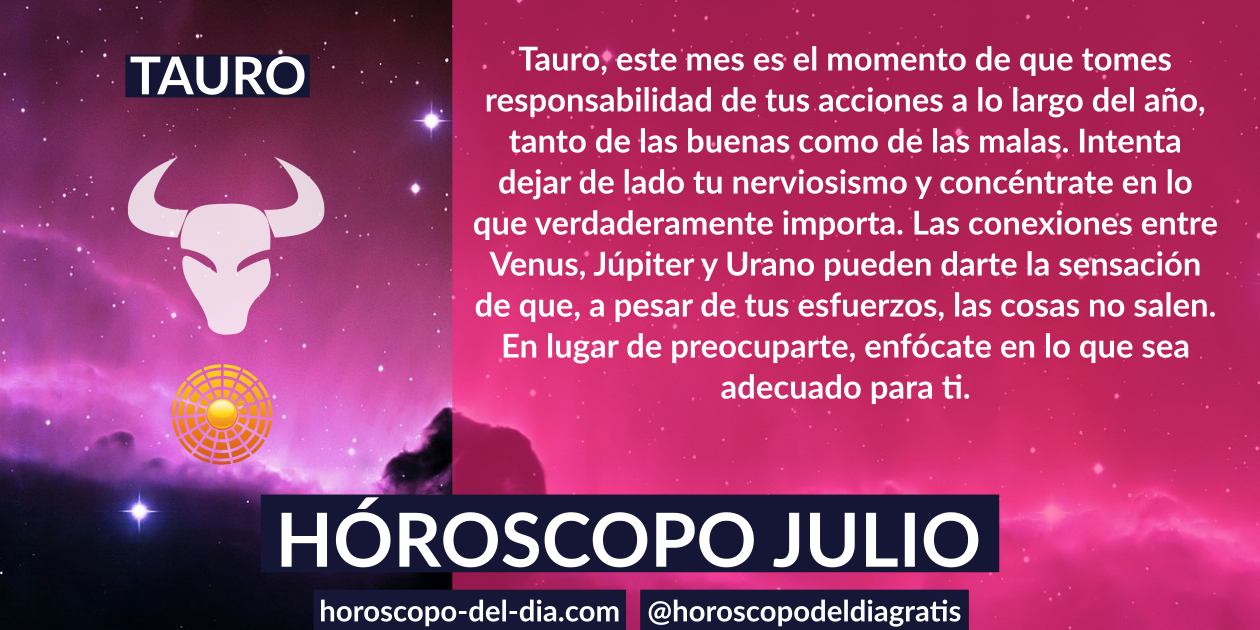 TAURO
Tauro, este mes es el momento de que tomes
responsabilidad de tus acciones a lo largo del año,
tanto de las buenas como de las malas. Intenta
dejar de lado tu nerviosismo y concéntrate en lo
que verdaderamente importa. Las conexiones entre
Venus, Júpiter y Urano pueden darte la sensación
de que, a pesar de tus esfuerzos, las cosas no salen.
En lugar de preocuparte, enfócate en lo que sea
adecuado para ti.
HÓROSCOPO JULIO
horoscopo-del-dia.com
@horoscopodeldiagratis